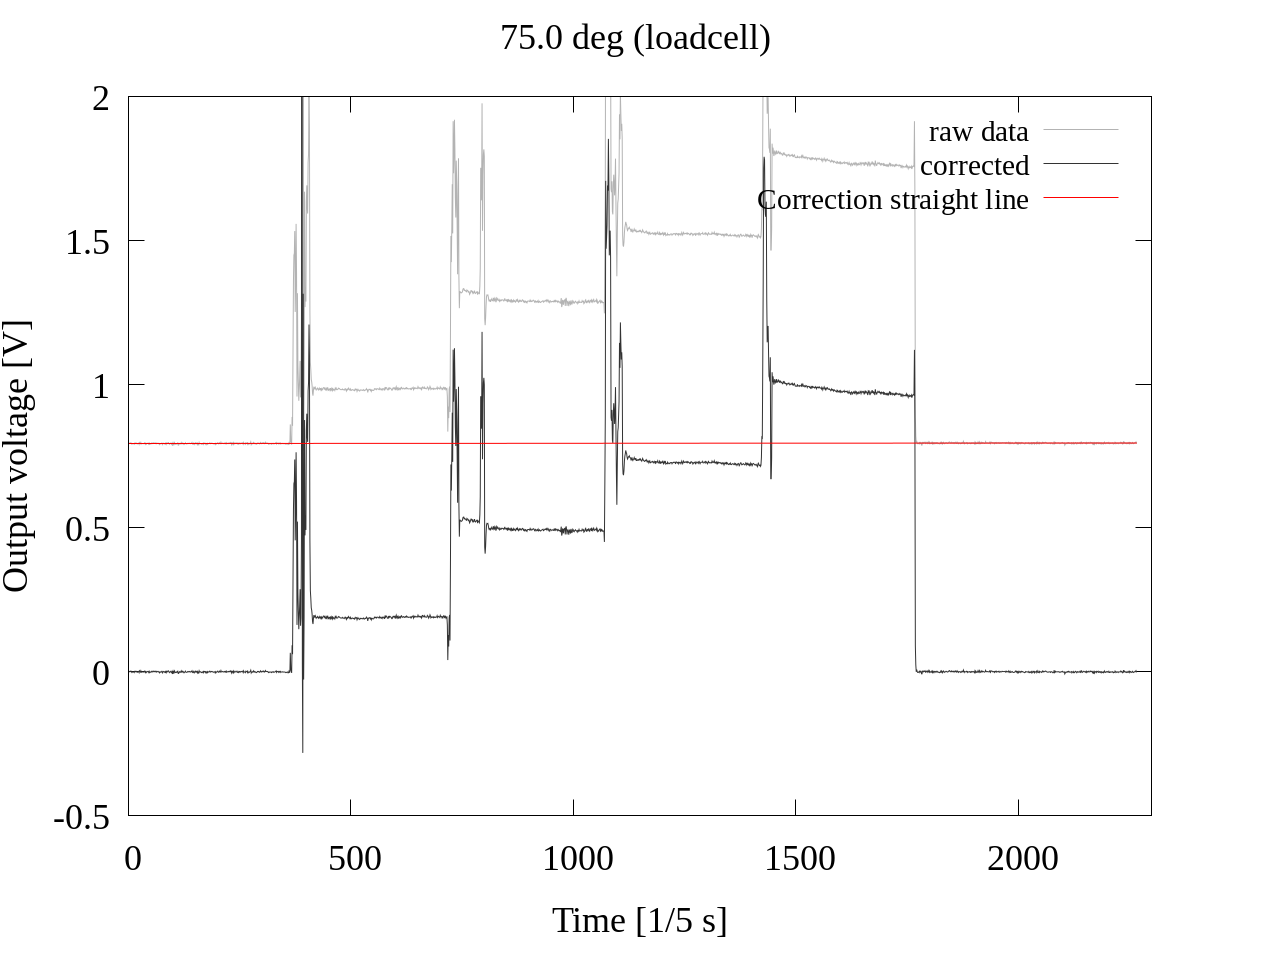 75.0 deg (loadcell)
2
raw data
corrected
Correction straight line
1.5
1
0.5
0
-0.5
Output voltage [V]
0 500 1000 1500 2000
Time [1/5 s]